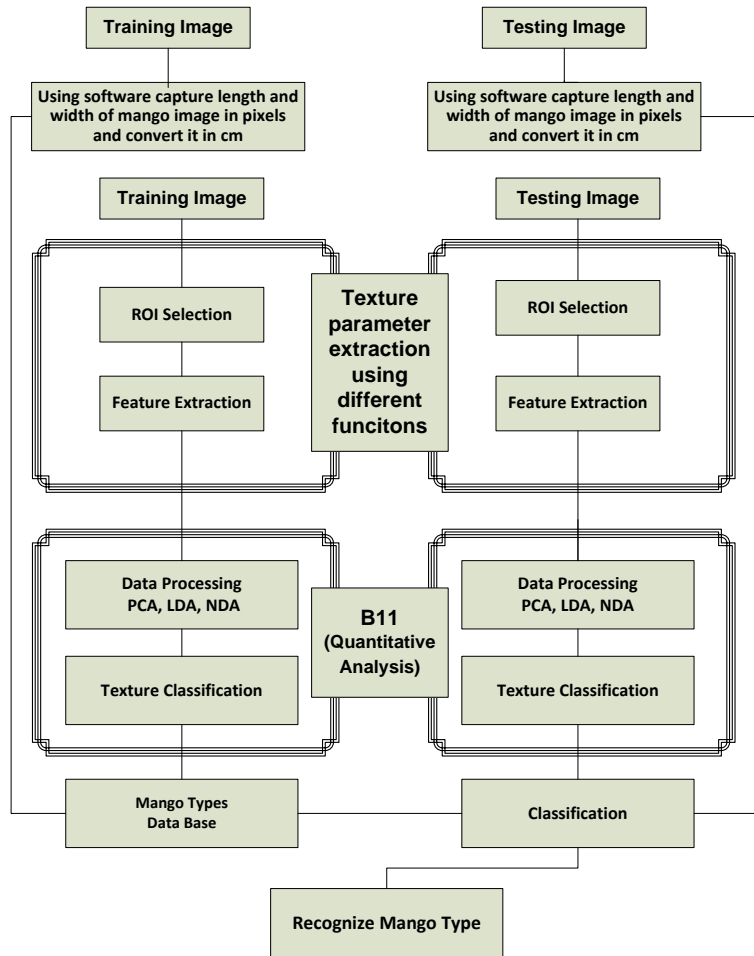 Training Image
Testing Image
Using software capture length and
width of mango image in pixels
and convert it in cm
Using software capture length and
width of mango image in pixels
and convert it in cm
Training Image
Testing Image
ROI Selection
Feature Extraction
Texture
parameter
extraction
using
different
funcitons
ROI Selection
Feature Extraction
Data Processing
PCA, LDA, NDA
Texture Classification
B11
(Quantitative
Analysis)
Data Processing
PCA, LDA, NDA
Texture Classification
Mango Types
Data Base
Classification
Recognize Mango Type